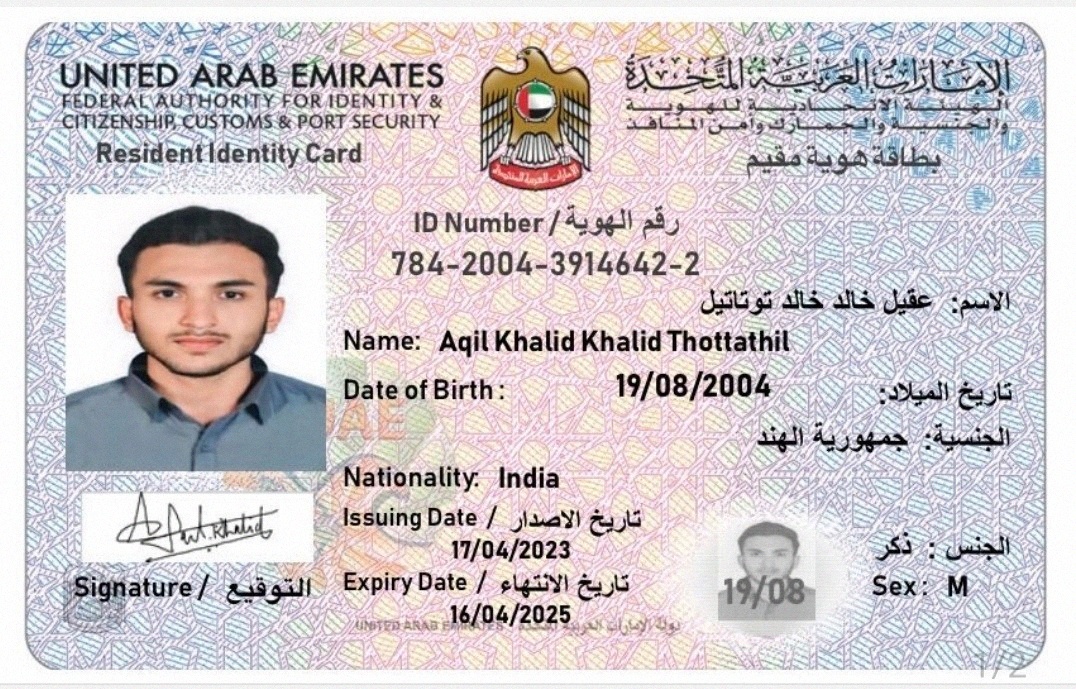 UNITED ARAB EMIRATES
FEDERAL AUTHORITY FOR IDENTITY &
CITIZENSHIP, CUSTOMS & PORT SECURITY
Resident Identity Card
الإمارات العربية المتحدة
الهيئة الاتحادية للهوية
والجنسية والجمارك وأمن المنافذ
بطاقة هوية مقيم
ID Number / رقم الهوية
784-2004-3914642-2
الاسم: عقيل خالد خالد توتاتيل
Name: Aqil Khalid Khalid Thottathil
Date of Birth : 19/08/2004 تاريخ الميلاد:
الجنسية: جمهورية الهند
Nationality: India
Issuing Date / تاريخ الاصدار
17/04/2023
Expiry Date / تاريخ الانتهاء
16/04/2025
الجنس : ذكر
Sex: M
19/08
Signature / التوقيع
UAE
UNITED ARAB EMIRATES دولة الإمارات العربية المتحدة
1/2